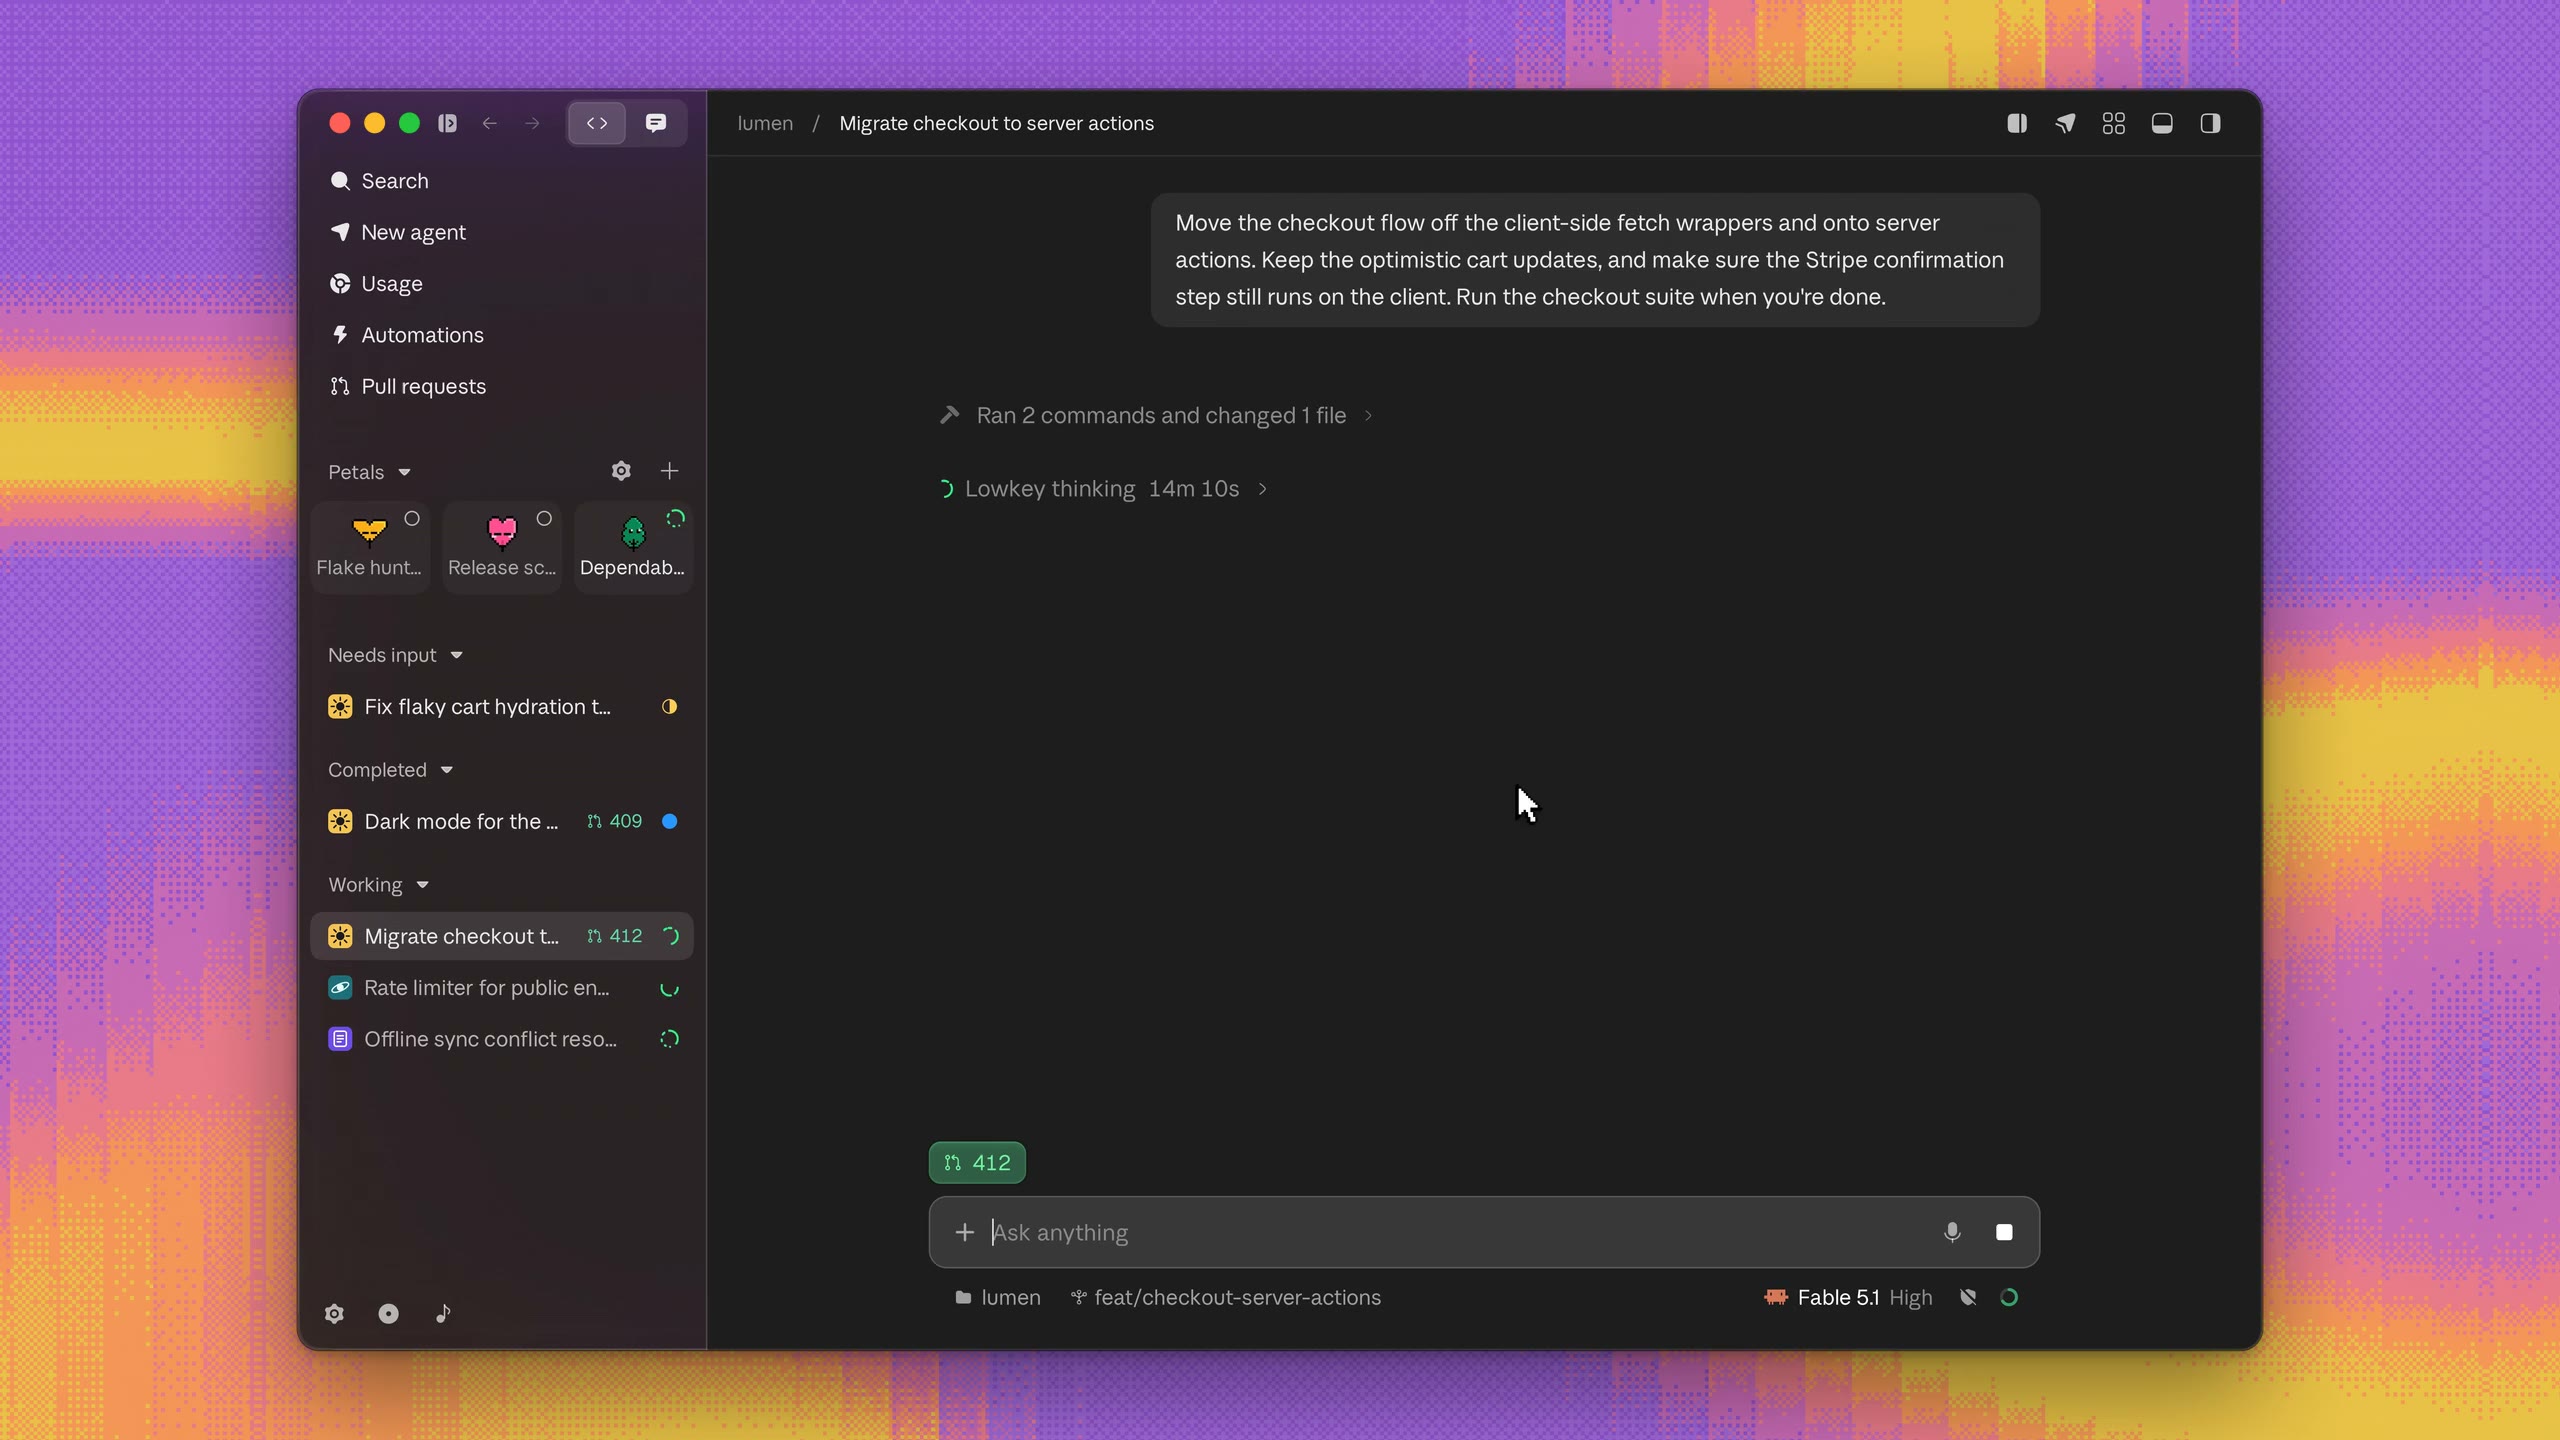 lumen / Migrate checkout to server actions
Search
New agent
Usage
Automations
Pull requests
Petals
Flake hunt...
Release sc...
Dependab...
Needs input
Fix flaky cart hydration t...
Completed
Dark mode for the ... 409
Working
Migrate checkout t... 412
Rate limiter for public en...
Offline sync conflict reso...
Move the checkout flow off the client-side fetch wrappers and onto server
actions. Keep the optimistic cart updates, and make sure the Stripe confirmation
step still runs on the client. Run the checkout suite when you're done.
Ran 2 commands and changed 1 file
Lowkey thinking 14m 10s
412
Ask anything
lumen feat/checkout-server-actions Fable 5.1 High